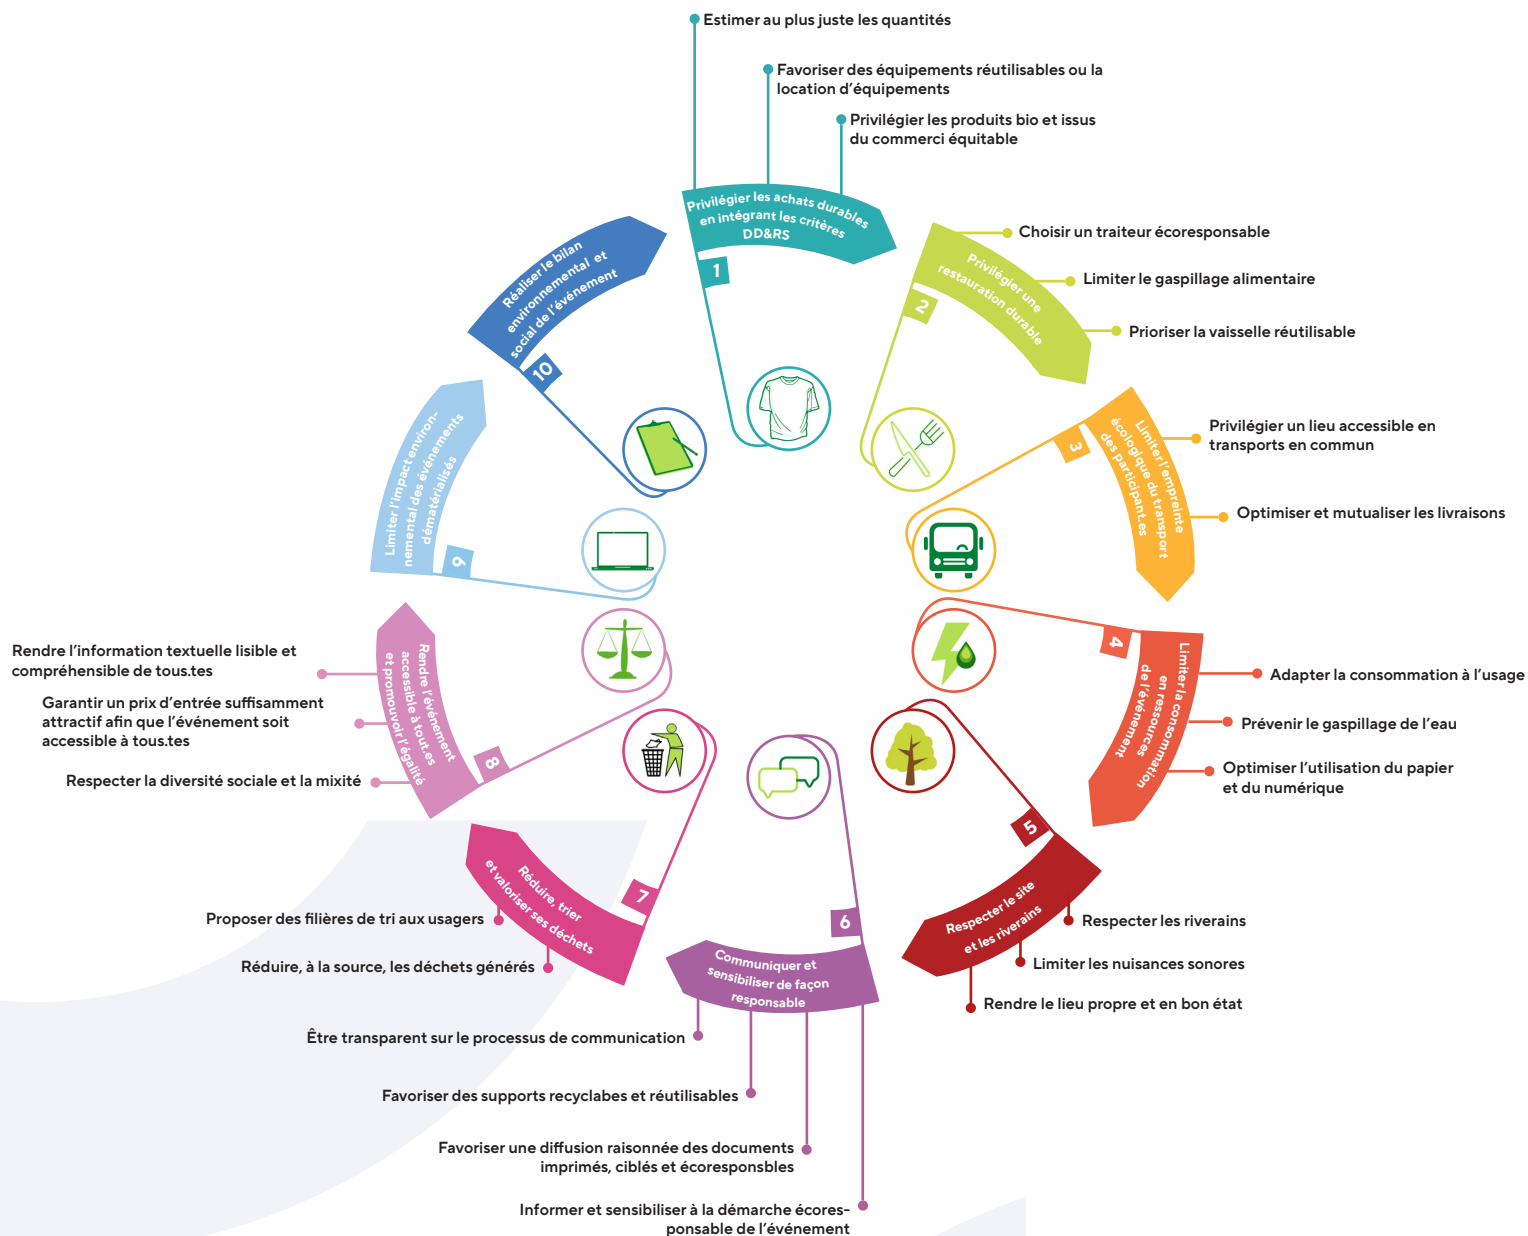 Estimer au plus juste les quantités
Favoriser des équipements réutilisables ou la
location d'équipements
Privilégier les produits bio et issus
du commerci équitable
Privilégier les achats durables
en intégrant les critères
DD&RS
1
Choisir un traiteur écoresponsable
Limiter le gaspillage alimentaire
Prioriser la vaisselle réutilisable
Privilégier une
restauration durable
2
Privilégier un lieu accessible en
transports en commun
Optimiser et mutualiser les livraisons
Limiter l'empreinte
écologique du transport
des participant.es
3
Adapter la consommation à l'usage
Prévenir le gaspillage de l'eau
Optimiser l'utilisation du papier
et du numérique
Limiter la consommation
en ressources
de l'événement
4
5
Respecter le site
et les riverains
Respecter les riverains
Limiter les nuisances sonores
Rendre le lieu propre et en bon état
6
Communiquer et
sensibiliser de façon
responsable
Être transparent sur le processus de communication
Favoriser des supports recyclabes et réutilisables
Favoriser une diffusion raisonnée des documents
imprimés, ciblés et écoresponsbles
Informer et sensibiliser à la démarche écores-
ponsable de l'événement
7
Réduire, trier
et valoriser ses déchets
Proposer des filières de tri aux usagers
Réduire, à la source, les déchets générés
8
Rendre l'événement
accessible à tout.es
et promouvoir l'égalité
Rendre l'information textuelle lisible et
compréhensible de tous.tes
Garantir un prix d'entrée suffisamment
attractif afin que l'événement soit
accessible à tous.tes
Respecter la diversité sociale et la mixité
9
Limiter l'impact environ-
nemental des événements
dématérialisés
10
Réaliser le bilan
environnemental et
social de l'événement